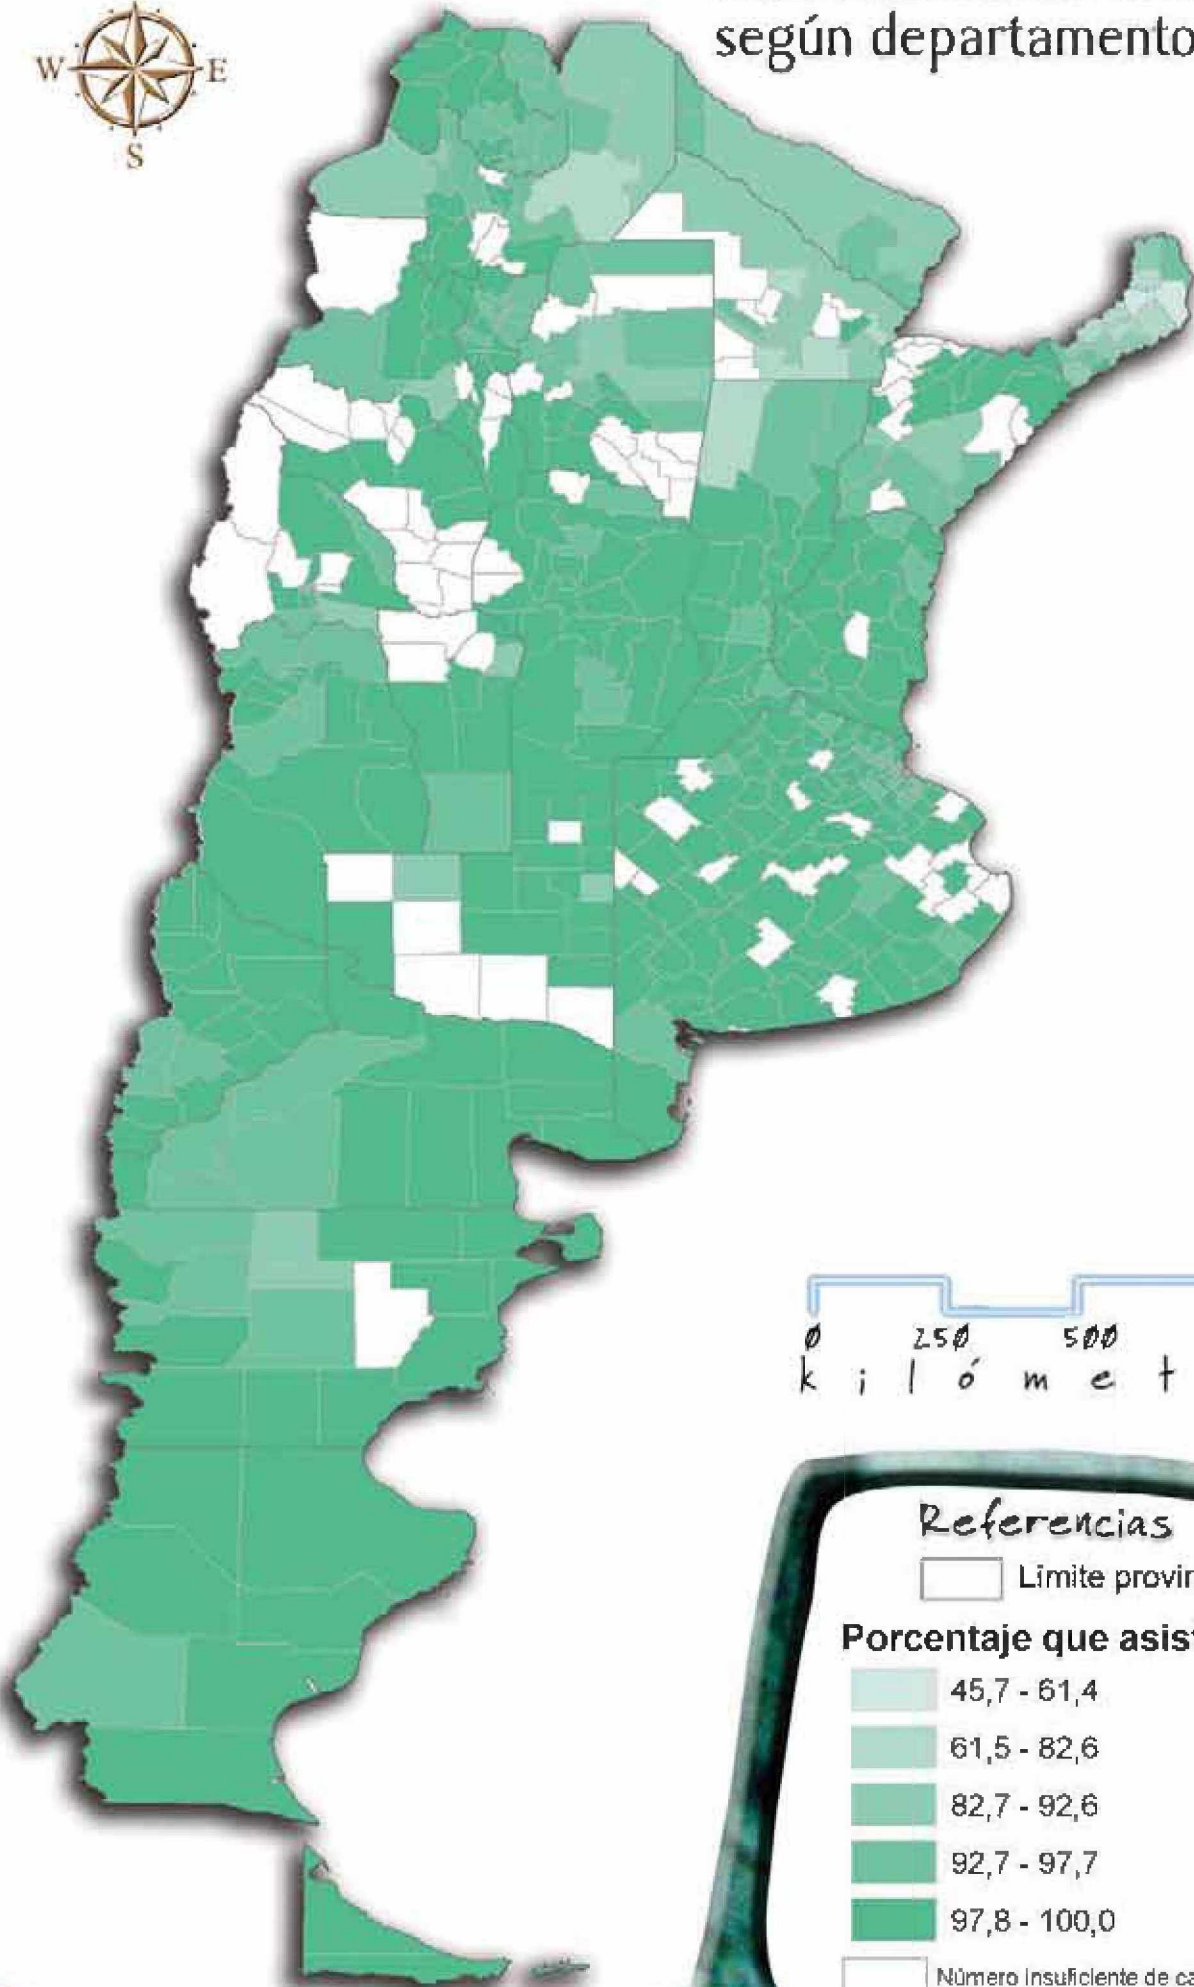 según departamento
W
E
S
0 250 500
k i l ó m e t
Referencias
Límite provin
Porcentaje que asist
45,7 - 61,4
61,5 - 82,6
82,7 - 92,6
92,7 - 97,7
97,8 - 100,0
Número insuficiente de ca